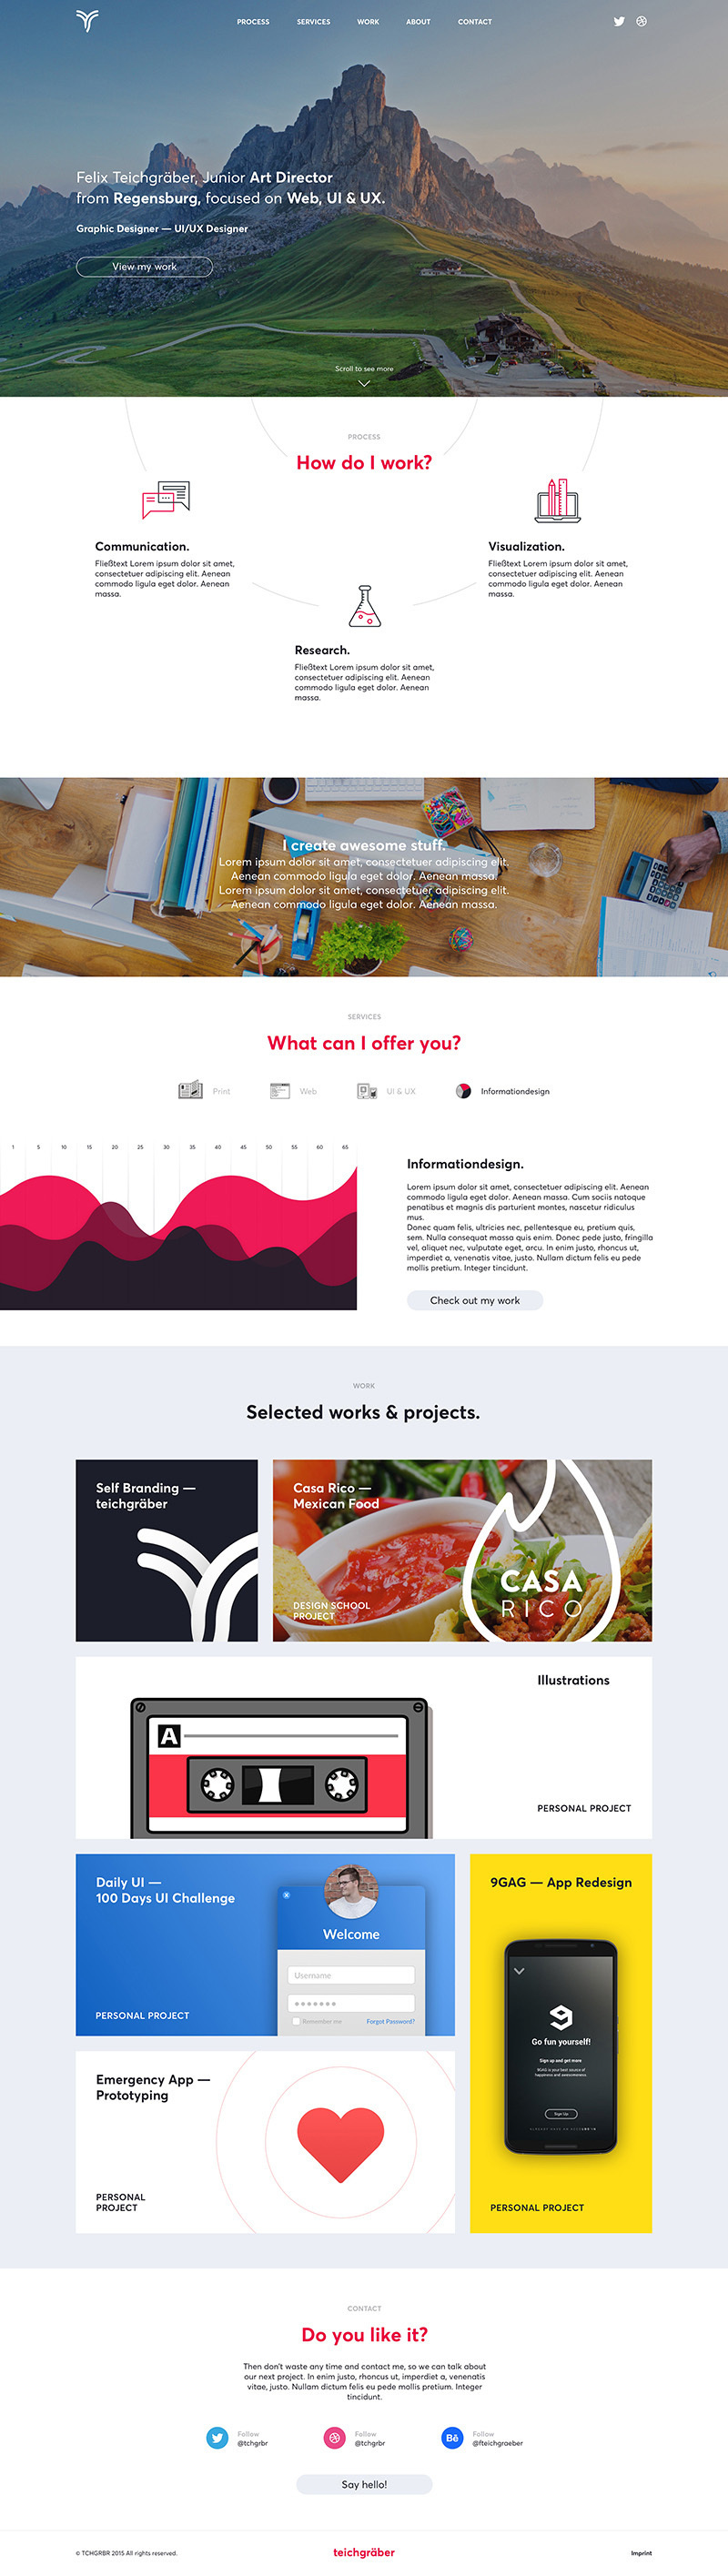 PROCESS SERVICES WORK ABOUT CONTACT
Felix Teichgräber, Junior Art Director
from Regensburg, focused on Web, UI & UX.
Graphic Designer — UI/UX Designer
View my work
Scroll to see more
PROCESS
How do I work?
Communication.
Fließtext Lorem ipsum dolor sit amet,
consectetuer adipiscing elit. Aenean
commodo ligula eget dolor. Aenean
massa.
Visualization.
Fließtext Lorem ipsum dolor sit amet,
consectetuer adipiscing elit. Aenean
commodo ligula eget dolor. Aenean
massa.
Research.
Fließtext Lorem ipsum dolor sit amet,
consectetuer adipiscing elit. Aenean
commodo ligula eget dolor. Aenean
massa.
I create awesome stuff.
Lorem ipsum dolor sit amet, consectetuer adipiscing elit.
Aenean commodo ligula eget dolor. Aenean massa.
Lorem ipsum dolor sit amet, consectetuer adipiscing elit.
Aenean commodo ligula eget dolor. Aenean massa.
SERVICES
What can I offer you?
Print Web UI & UX Informationdesign
1 5 10 15 20 25 30 35 40 45 50 55 60 65
Informationdesign.
Lorem ipsum dolor sit amet, consectetuer adipiscing elit. Aenean
commodo ligula eget dolor. Aenean massa. Cum sociis natoque
penatibus et magnis dis parturient montes, nascetur ridiculus
mus.
Donec quam felis, ultricies nec, pellentesque eu, pretium quis,
sem. Nulla consequat massa quis enim. Donec pede justo, fringilla
vel, aliquet nec, vulputate eget, arcu. In enim justo, rhoncus ut,
imperdiet a, venenatis vitae, justo. Nullam dictum felis eu pede
mollis pretium. Integer tincidunt.
Check out my work
WORK
Selected works & projects.
Self Branding —
teichgräber
Casa Rico —
Mexican Food
DESIGN SCHOOL
PROJECT
CASA
RICO
Illustrations
A
PERSONAL PROJECT
Daily UI —
100 Days UI Challenge
PERSONAL PROJECT
Welcome
Username
Remember me Forgot Password?
9GAG — App Redesign
Go fun yourself!
Sign up and get more
9GAG is your best source of
happiness and awesomeness
Sign Up
PERSONAL PROJECT
Emergency App —
Prototyping
PERSONAL
PROJECT
CONTACT
Do you like it?
Then don't waste any time and contact me, so we can talk about
our next project. In enim justo, rhoncus ut, imperdiet a, venenatis
vitae, justo. Nullam dictum felis eu pede mollis pretium. Integer
tincidunt.
Follow
@tchgrbr
Follow
@tchgrbr
Bē
Follow
@fteichgraeber
Say hello!
© TCHGRBR 2015 All rights reserved. teichgräber Imprint